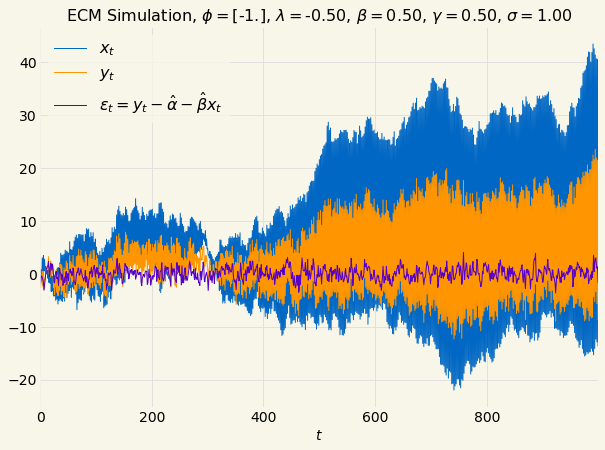 ECM Simulation, ϕ = [-1.], λ = -0.50, β = 0.50, γ = 0.50, σ = 1.00
x_t
y_t
ε_t = y_t − α̂ − β̂x_t
40
30
20
10
0
−10
−20
0 200 400 600 800
t